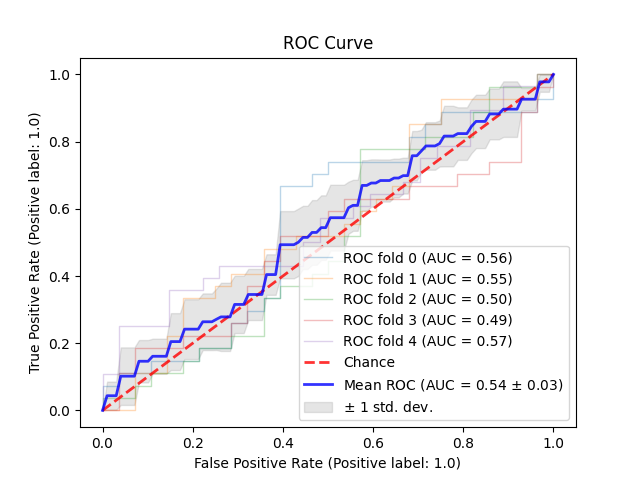 ROC Curve
True Positive Rate (Positive label: 1.0)
1.0
0.8
0.6
0.4
0.2
0.0
ROC fold 0 (AUC = 0.56)
ROC fold 1 (AUC = 0.55)
ROC fold 2 (AUC = 0.50)
ROC fold 3 (AUC = 0.49)
ROC fold 4 (AUC = 0.57)
Chance
Mean ROC (AUC = 0.54 ± 0.03)
± 1 std. dev.
0.0 0.2 0.4 0.6 0.8 1.0
False Positive Rate (Positive label: 1.0)